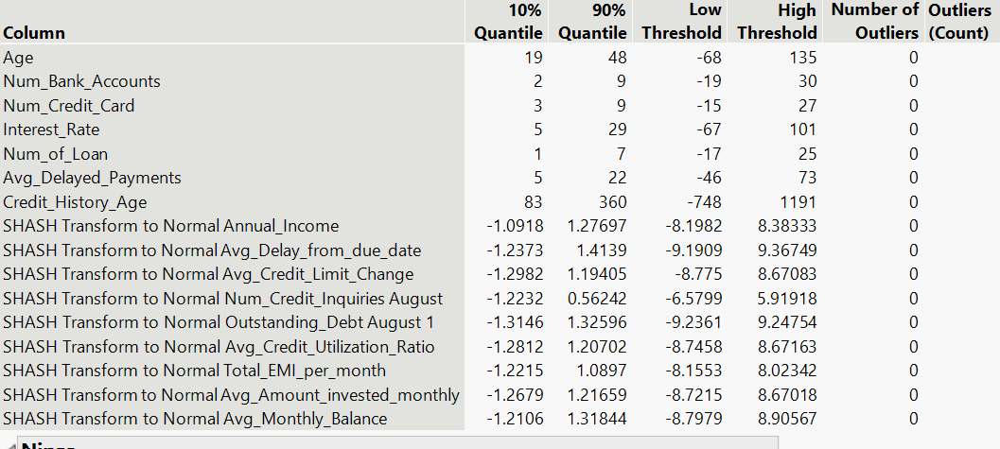 10% 90% Low High Number of Outliers
Column Quantile Quantile Threshold Threshold Outliers (Count)
Age 19 48 -68 135 0
Num_Bank_Accounts 2 9 -19 30 0
Num_Credit_Card 3 9 -15 27 0
Interest_Rate 5 29 -67 101 0
Num_of_Loan 1 7 -17 25 0
Avg_Delayed_Payments 5 22 -46 73 0
Credit_History_Age 83 360 -748 1191 0
SHASH Transform to Normal Annual_Income -1.0918 1.27697 -8.1982 8.38333 0
SHASH Transform to Normal Avg_Delay_from_due_date -1.2373 1.4139 -9.1909 9.36749 0
SHASH Transform to Normal Avg_Credit_Limit_Change -1.2982 1.19405 -8.775 8.67083 0
SHASH Transform to Normal Num_Credit_Inquiries August -1.2232 0.56242 -6.5799 5.91918 0
SHASH Transform to Normal Outstanding_Debt August 1 -1.3146 1.32596 -9.2361 9.24754 0
SHASH Transform to Normal Avg_Credit_Utilization_Ratio -1.2812 1.20702 -8.7458 8.67163 0
SHASH Transform to Normal Total_EMI_per_month -1.2215 1.0897 -8.1553 8.02342 0
SHASH Transform to Normal Avg_Amount_invested_monthly -1.2679 1.21659 -8.7215 8.67018 0
SHASH Transform to Normal Avg_Monthly_Balance -1.2106 1.31844 -8.7979 8.90567 0